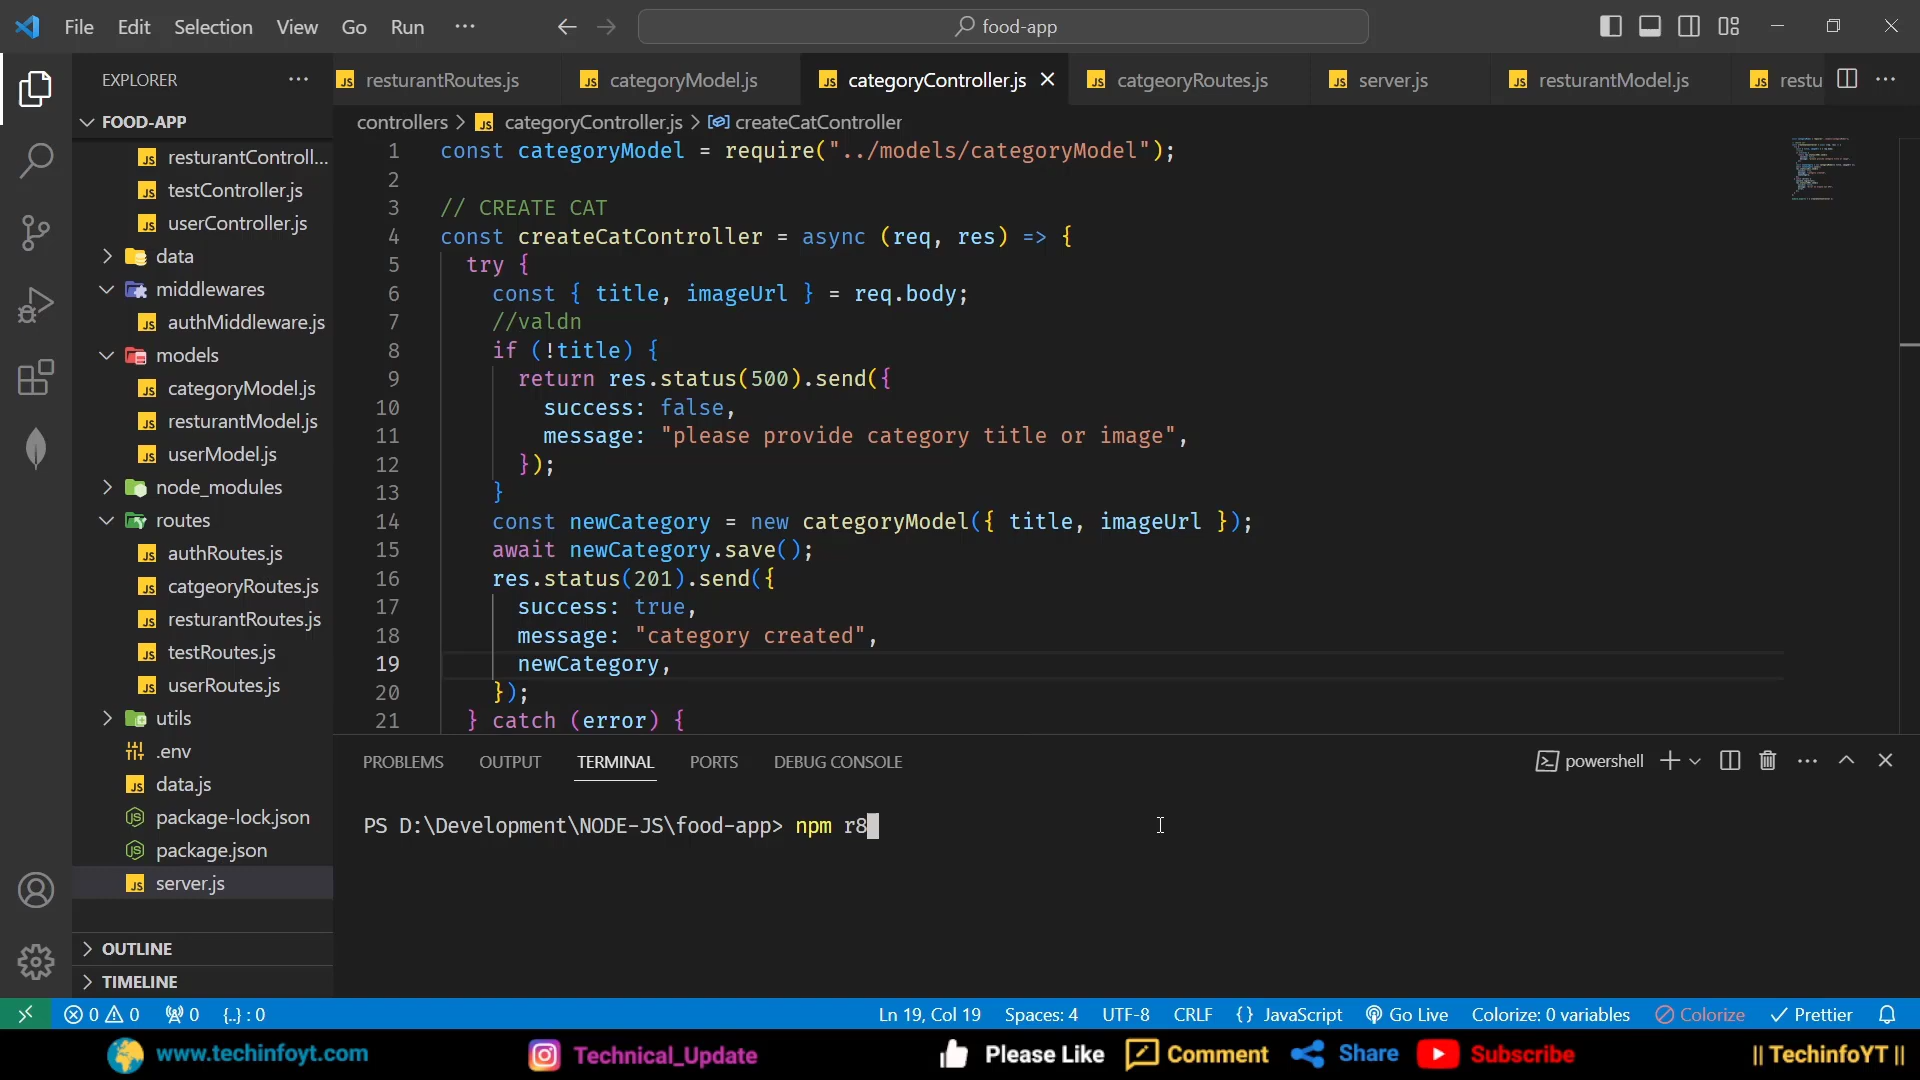 File Edit Selection View Go Run ··· food-app
EXPLORER ···
resturantRoutes.js categoryModel.js categoryController.js catgeoryRoutes.js server.js resturantModel.js restu
FOOD-APP
controllers > categoryController.js > createCatController
resturantControll...
testController.js
userController.js
data
middlewares
authMiddleware.js
models
categoryModel.js
resturantModel.js
userModel.js
node_modules
routes
authRoutes.js
catgeoryRoutes.js
resturantRoutes.js
testRoutes.js
userRoutes.js
utils
.env
data.js
package-lock.json
package.json
server.js
OUTLINE
TIMELINE
1 const categoryModel = require("../models/categoryModel");
2
3 // CREATE CAT
4 const createCatController = async (req, res) => {
5 try {
6 const { title, imageUrl } = req.body;
7 //valdn
8 if (!title) {
9 return res.status(500).send({
10 success: false,
11 message: "please provide category title or image",
12 });
13 }
14 const newCategory = new categoryModel({ title, imageUrl });
15 await newCategory.save();
16 res.status(201).send({
17 success: true,
18 message: "category created",
19 newCategory,
20 });
21 } catch (error) {
PROBLEMS OUTPUT TERMINAL PORTS DEBUG CONSOLE powershell
PS D:\Development\NODE-JS\food-app> npm r8
0 0 0 {..} : 0 Ln 19, Col 19 Spaces: 4 UTF-8 CRLF {} JavaScript Go Live Colorize: 0 variables Colorize Prettier
www.techinfoyt.com Technical_Update Please Like Comment Share Subscribe || TechinfoYT ||